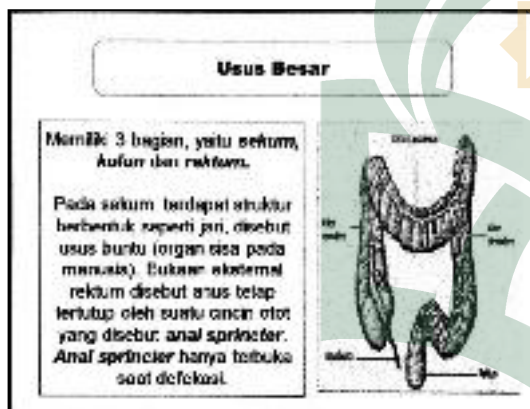 Usus Besar
Memiliki 3 bagian, yaitu sekum,
kolon dan rektum.
Pada sekum terdapat struktur
berbentuk seperti jari, disebut
usus buntu (organ sisa pada
manusia). Bukaan eksternal
rektum disebut anus tetap
tertutup oleh suatu cincin otot
yang disebut anal sprincter.
Anal sprincter hanya terbuka
saat defekasi.